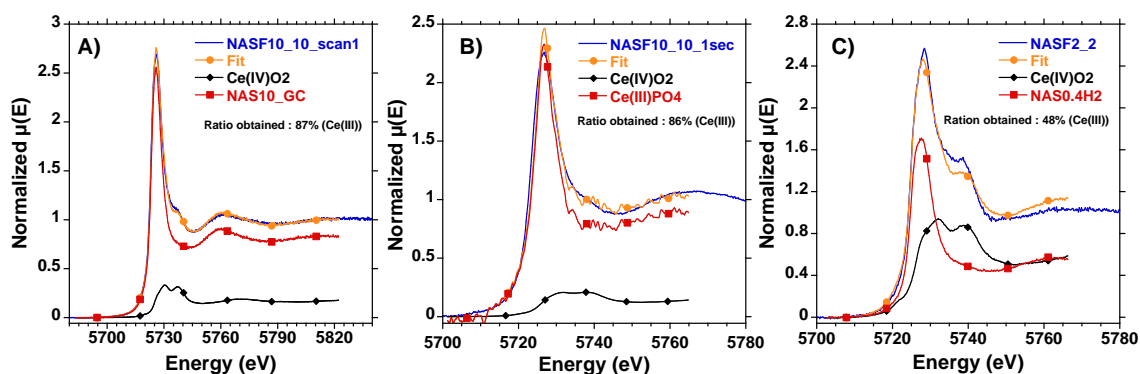 A)
NASF10_10_scan1
Fit
Ce(IV)O2
NAS10_GC
Ratio obtained : 87% (Ce(III))
Normalized µ(E)
3
2.5
2
1.5
1
0.5
0
5700 5730 5760 5790 5820
Energy (eV)
B)
NASF10_10_1sec
Fit
Ce(IV)O2
Ce(III)PO4
Ratio obtained : 86% (Ce(III))
Normalized µ(E)
2.5
2
1.5
1
0.5
0.0
5700 5720 5740 5760 5780
Energy (eV)
C)
NASF2_2
Fit
Ce(IV)O2
NAS0.4H2
Ration obtained : 48% (Ce(III))
Normalized µ(E)
2.8
2.4
1.8
1.2
0.6
0
5700 5720 5740 5760 5780
Energy (eV)